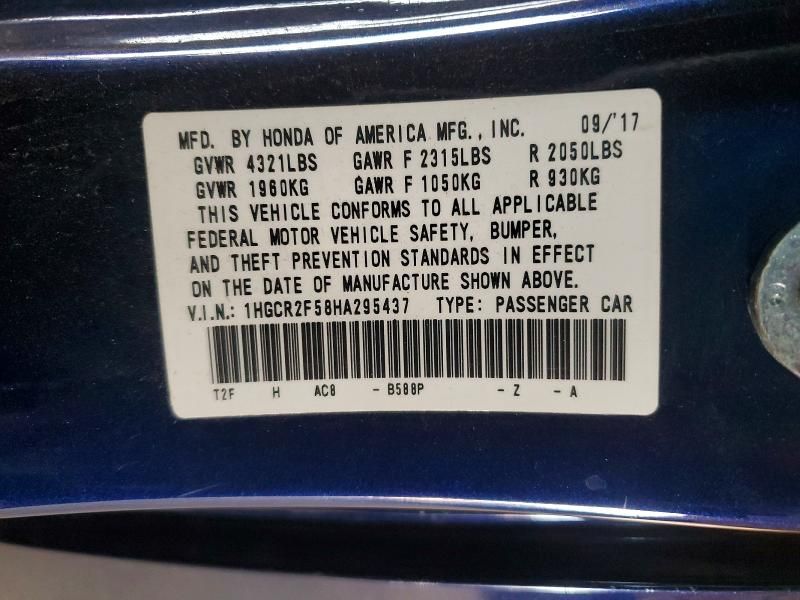 MFD. BY HONDA OF AMERICA MFG., INC. 09/'17
GVWR 4321LBS GAWR F 2315LBS R 2050LBS
GVWR 1960KG GAWR F 1050KG R 930KG
THIS VEHICLE CONFORMS TO ALL APPLICABLE
FEDERAL MOTOR VEHICLE SAFETY, BUMPER,
AND THEFT PREVENTION STANDARDS IN EFFECT
ON THE DATE OF MANUFACTURE SHOWN ABOVE.
V.I.N.: 1HGCR2F58HA295437 TYPE: PASSENGER CAR
T2F H AC8 - B588P - Z - A